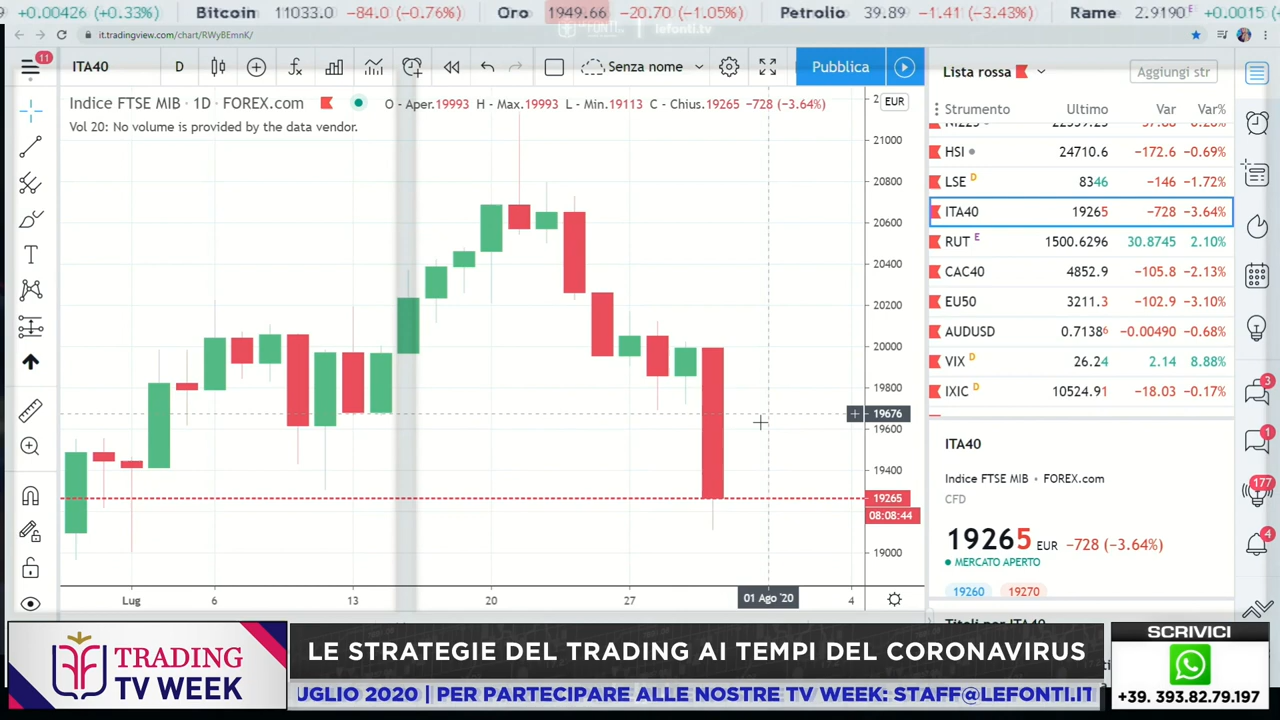 +0.00426 (+0.33%) Bitcoin 11033.0 -84.0 (-0.76%) Oro 1949.66 -20.70 (-1.05%) Petrolio 39.89 -1.41 (-3.43%) Rame 2.9190 E +0.0015
it.tradingview.com/chart/RWyBEmnK/
lefonti.tv
11
ITA40 D Senza nome Pubblica
Lista rossa Aggiungi str
Indice FTSE MIB · 1D · FOREX.com O - Aper.19993 H - Max.19993 L - Min.19113 C - Chius.19265 −728 (−3.64%) EUR
Vol 20: No volume is provided by the data vendor.
Strumento Ultimo Var Var%
HSI 24710.6 −172.6 −0.69%
LSE D 8346 −146 −1.72%
ITA40 19265 −728 −3.64%
RUT E 1500.6296 30.8745 2.10%
CAC40 4852.9 −105.8 −2.13%
EU50 3211.3 −102.9 −3.10%
AUDUSD 0.71386 −0.00490 −0.68%
VIX D 26.24 2.14 8.88%
IXIC D 10524.91 −18.03 −0.17%
21000
20800
20600
20400
20200
20000
19800
19676
19600
19400
19265
08:08:44
19000
Lug 6 13 20 27 01 Ago '20 4
ITA40
Indice FTSE MIB · FOREX.com
CFD
19265 EUR −728 (−3.64%)
MERCATO APERTO
19260 19270
3
1
177
4
TRADING
TV WEEK
LE STRATEGIE DEL TRADING AI TEMPI DEL CORONAVIRUS
UGLIO 2020 | PER PARTECIPARE ALLE NOSTRE TV WEEK: STAFF@LEFONTI.IT
SCRIVICI
+39. 393.82.79.197